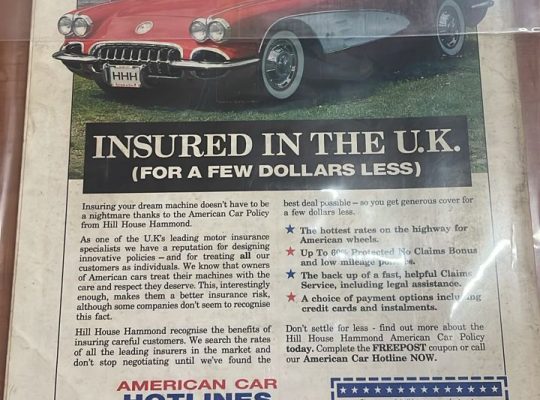 HHH
INSURED IN THE U.K.
(FOR A FEW DOLLARS LESS)
Insuring your dream machine doesn't have to be
a nightmare thanks to the American Car Policy
from Hill House Hammond.
As one of the U.K's leading motor insurance
specialists we have a reputation for designing
innovative policies – and for treating all our
customers as individuals. We know that owners
of American cars treat their machines with the
care and respect they deserve. This, interestingly
enough, makes them a better insurance risk,
although some companies don't seem to recognise
this fact.
Hill House Hammond recognise the benefits of
insuring careful customers. We search the rates
of all the leading insurers in the market and
don't stop negotiating until we've found the
best deal possible – so you get generous cover for
a few dollars less.
The hottest rates on the highway for
American wheels.
Up To 60% Protected No Claims Bonus
and low mileage policies.
The back up of a fast, helpful Claims
Service, including legal assistance.
A choice of payment options including
credit cards and instalments.
Don't settle for less - find out more about the
Hill House Hammond American Car Policy
today. Complete the FREEPOST coupon or call
our American Car Hotline NOW.
AMERICAN CAR
HOTLINES